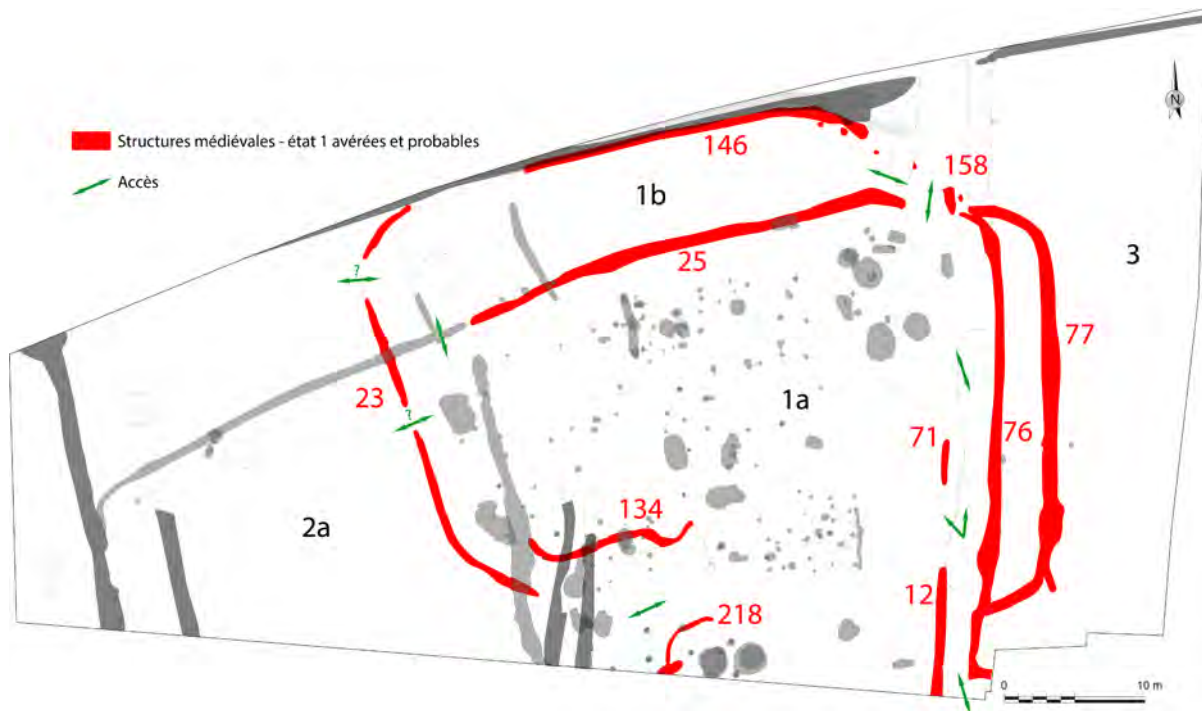 N
Structures médiévales - état 1 avérées et probables
Accès
146
158
1b
25
3
?
77
23
?
1a
71
76
2a
134
12
218
0 10 m